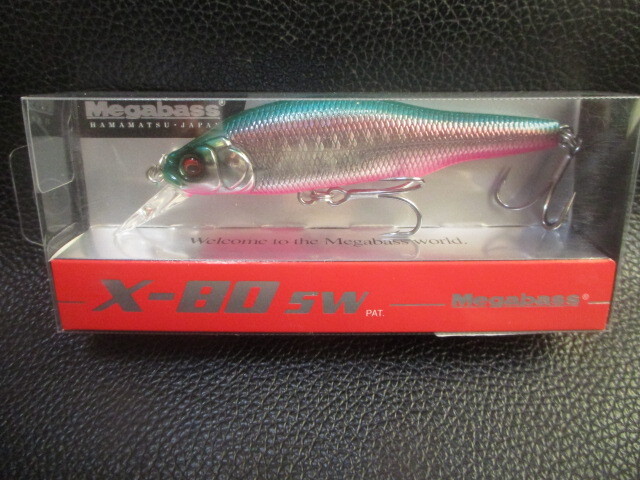 Megabass®
HAMAMATSU・JAPAN
Welcome to the Megabass world.
X-80 SW PAT.
Megabass®